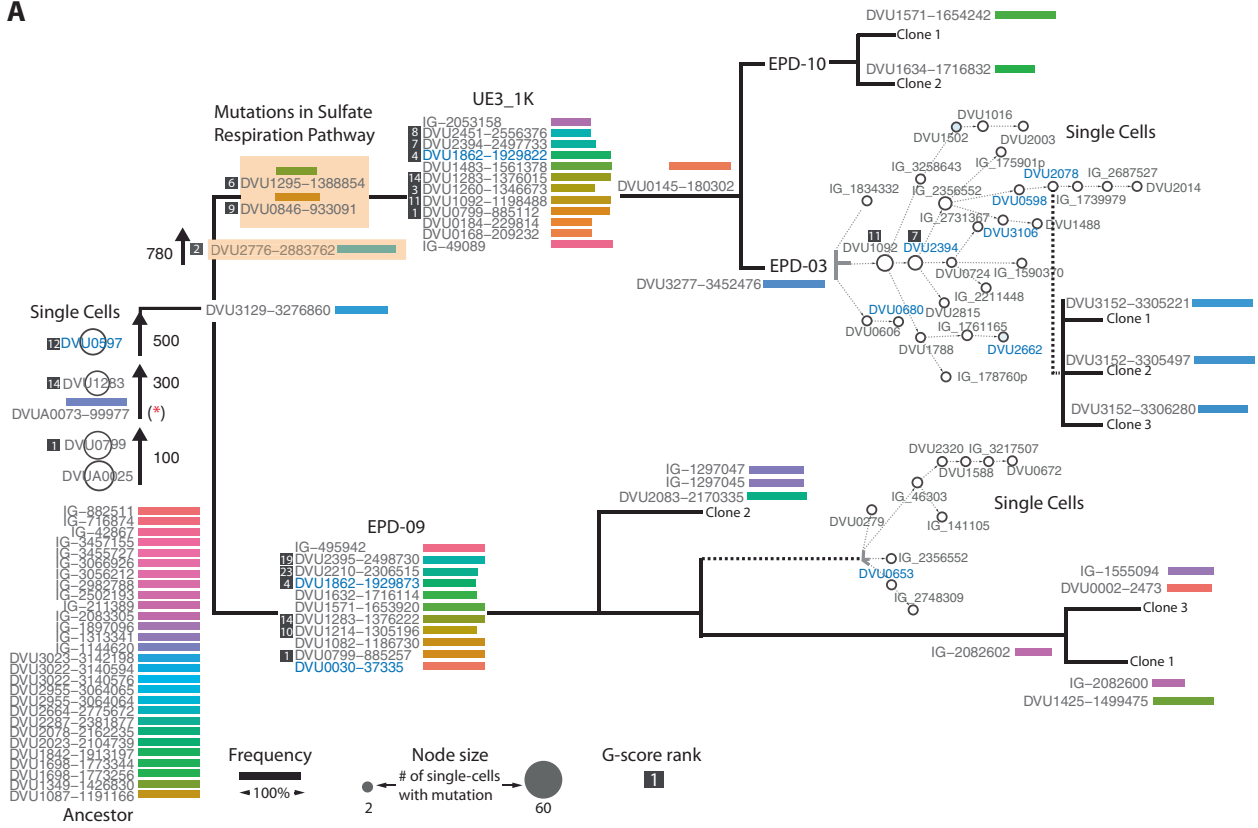 A
DVU1571−1654242
Clone 1
EPD-10
DVU1634−1716832
Clone 2
UE3_1K
Mutations in Sulfate
Respiration Pathway
IG−2053158
8 DVU2451−2556376
7 DVU2394−2497733
4 DVU1862−1929822
DVU1483−1561378
14 DVU1283−1376015
3 DVU1260−1346673
11 DVU1092−1198488
1 DVU0799−885112
DVU0184−229814
DVU0168−209232
IG−49089
6 DVU1295−1388854
9 DVU0846−933091
2 DVU2776−2883762
780
DVU0145−180302
EPD-03
DVU3277−3452476
Single Cells
DVU1016
DVU1502
DVU2003
IG_175901p
IG_3258643
DVU2078
IG_2687527
IG_1834332
IG_2356552
DVU0598
IG_1739979
DVU2014
IG_2731367
DVU3106
DVU1488
11
DVU1092
7
DVU2394
DVU0724
IG_1590370
IG_2211448
DVU2815
DVU0680
DVU0606
IG_1761165
DVU1788
DVU2662
IG_178760p
DVU3152−3305221
Clone 1
DVU3152−3305497
Clone 2
DVU3152−3306280
Clone 3
DVU3129−3276860
Single Cells
12 DVU0597
500
14 DVU1283
300
DVUA0073−99977
(*)
1 DVU0799
100
DVUA0025
IG−882511
IG−716874
IG−42867
IG−3457155
IG−3455727
IG−3066926
IG−3056212
IG−2982788
IG−2502193
IG−211389
IG−2083305
IG−1897096
IG−1313341
IG−1144620
DVU3023−3142198
DVU3022−3140594
DVU3022−3140576
DVU2955−3064065
DVU2955−3064064
DVU2664−2775672
DVU2287−2381877
DVU2078−2162235
DVU2023−2104739
DVU1842−1913197
DVU1698−1773344
DVU1698−1773256
DVU1349−1426830
DVU1087−1191166
Ancestor
EPD-09
IG−495942
19 DVU2395−2498730
23 DVU2210−2306515
4 DVU1862−1929873
DVU1632−1716114
DVU1571−1653920
14 DVU1283−1376222
10 DVU1214−1305196
DVU1082−1186730
1 DVU0799−885257
DVU0030−37335
IG−1297047
IG−1297045
DVU2083−2170335
Clone 2
DVU2320
IG_3217507
DVU1588
DVU0672
IG_46303
Single Cells
DVU0279
IG_141105
IG_2356552
DVU0653
IG_2748309
IG−1555094
DVU0002−2473
Clone 3
IG−2082602
Clone 1
IG−2082600
DVU1425−1499475
Frequency
100%
Node size
# of single-cells
with mutation
2
60
G-score rank
1